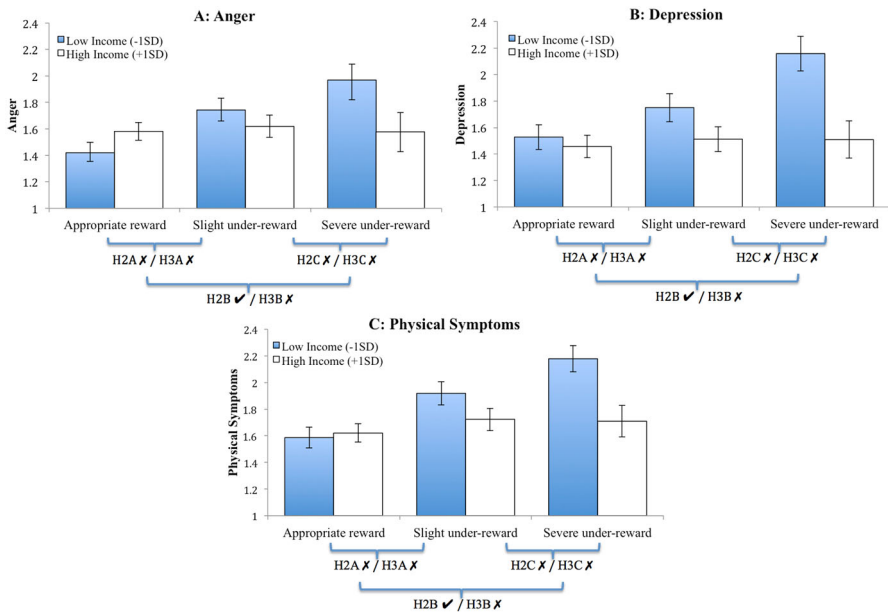 A: Anger
2.4
2.2
2
1.8
1.6
1.4
1.2
1
Anger
Low Income (-1SD)
High Income (+1SD)
Appropriate reward
Slight under-reward
Severe under-reward
H2A ✗ / H3A ✗
H2C ✗ / H3C ✗
H2B ✔ / H3B ✗
B: Depression
2.4
2.2
2
1.8
1.6
1.4
1.2
1
Depression
Low Income (-1SD)
High Income (+1SD)
Appropriate reward
Slight under-reward
Severe under-reward
H2A ✗ / H3A ✗
H2C ✗ / H3C ✗
H2B ✔ / H3B ✗
C: Physical Symptoms
2.4
2.2
2
1.8
1.6
1.4
1.2
1
Physical Symptoms
Low Income (-1SD)
High Income (+1SD)
Appropriate reward
Slight under-reward
Severe under-reward
H2A ✗ / H3A ✗
H2C ✗ / H3C ✗
H2B ✔ / H3B ✗